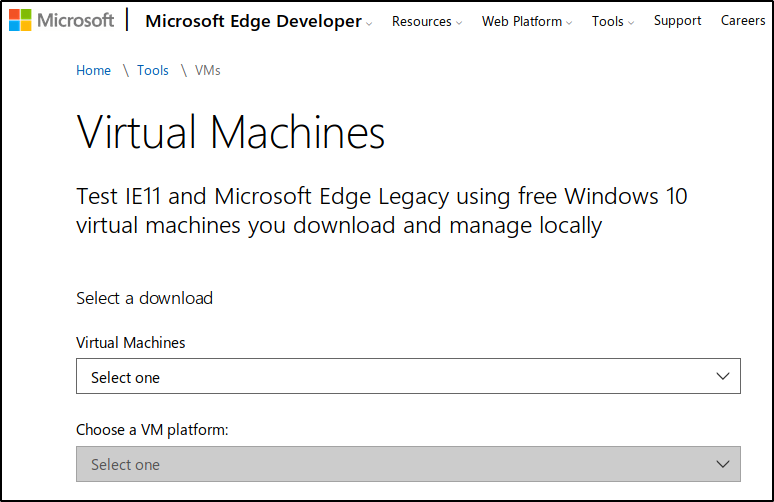 Microsoft | Microsoft Edge Developer Resources Web Platform Tools Support Careers
Home \ Tools \ VMs
Virtual Machines
Test IE11 and Microsoft Edge Legacy using free Windows 10
virtual machines you download and manage locally
Select a download
Virtual Machines
Select one
Choose a VM platform:
Select one